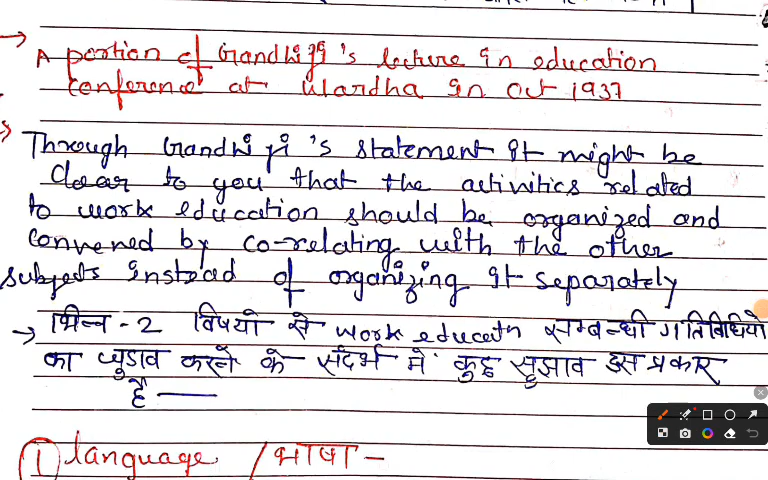 A portion of Gandhiji's lecture in education
conference at Wardha in Oct 1937
Through Gandhiji's statement it might be
clear to you that the activities related
to work education should be organized and
convened by co-relating with the other
subjects instead of organizing it separately
भिन्न-2 विषयो से work educatn सम्बन्धी गतिविधियो
का जुडाव करने के संदर्भ में कुछ सुझाव इस प्रकार
है —
① language / भाषा -